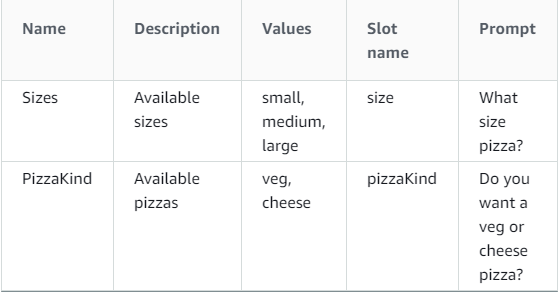 Name Description Values Slot name Prompt
Sizes Available sizes small, medium, large size What size pizza?
PizzaKind Available pizzas veg, cheese pizzaKind Do you want a veg or cheese pizza?